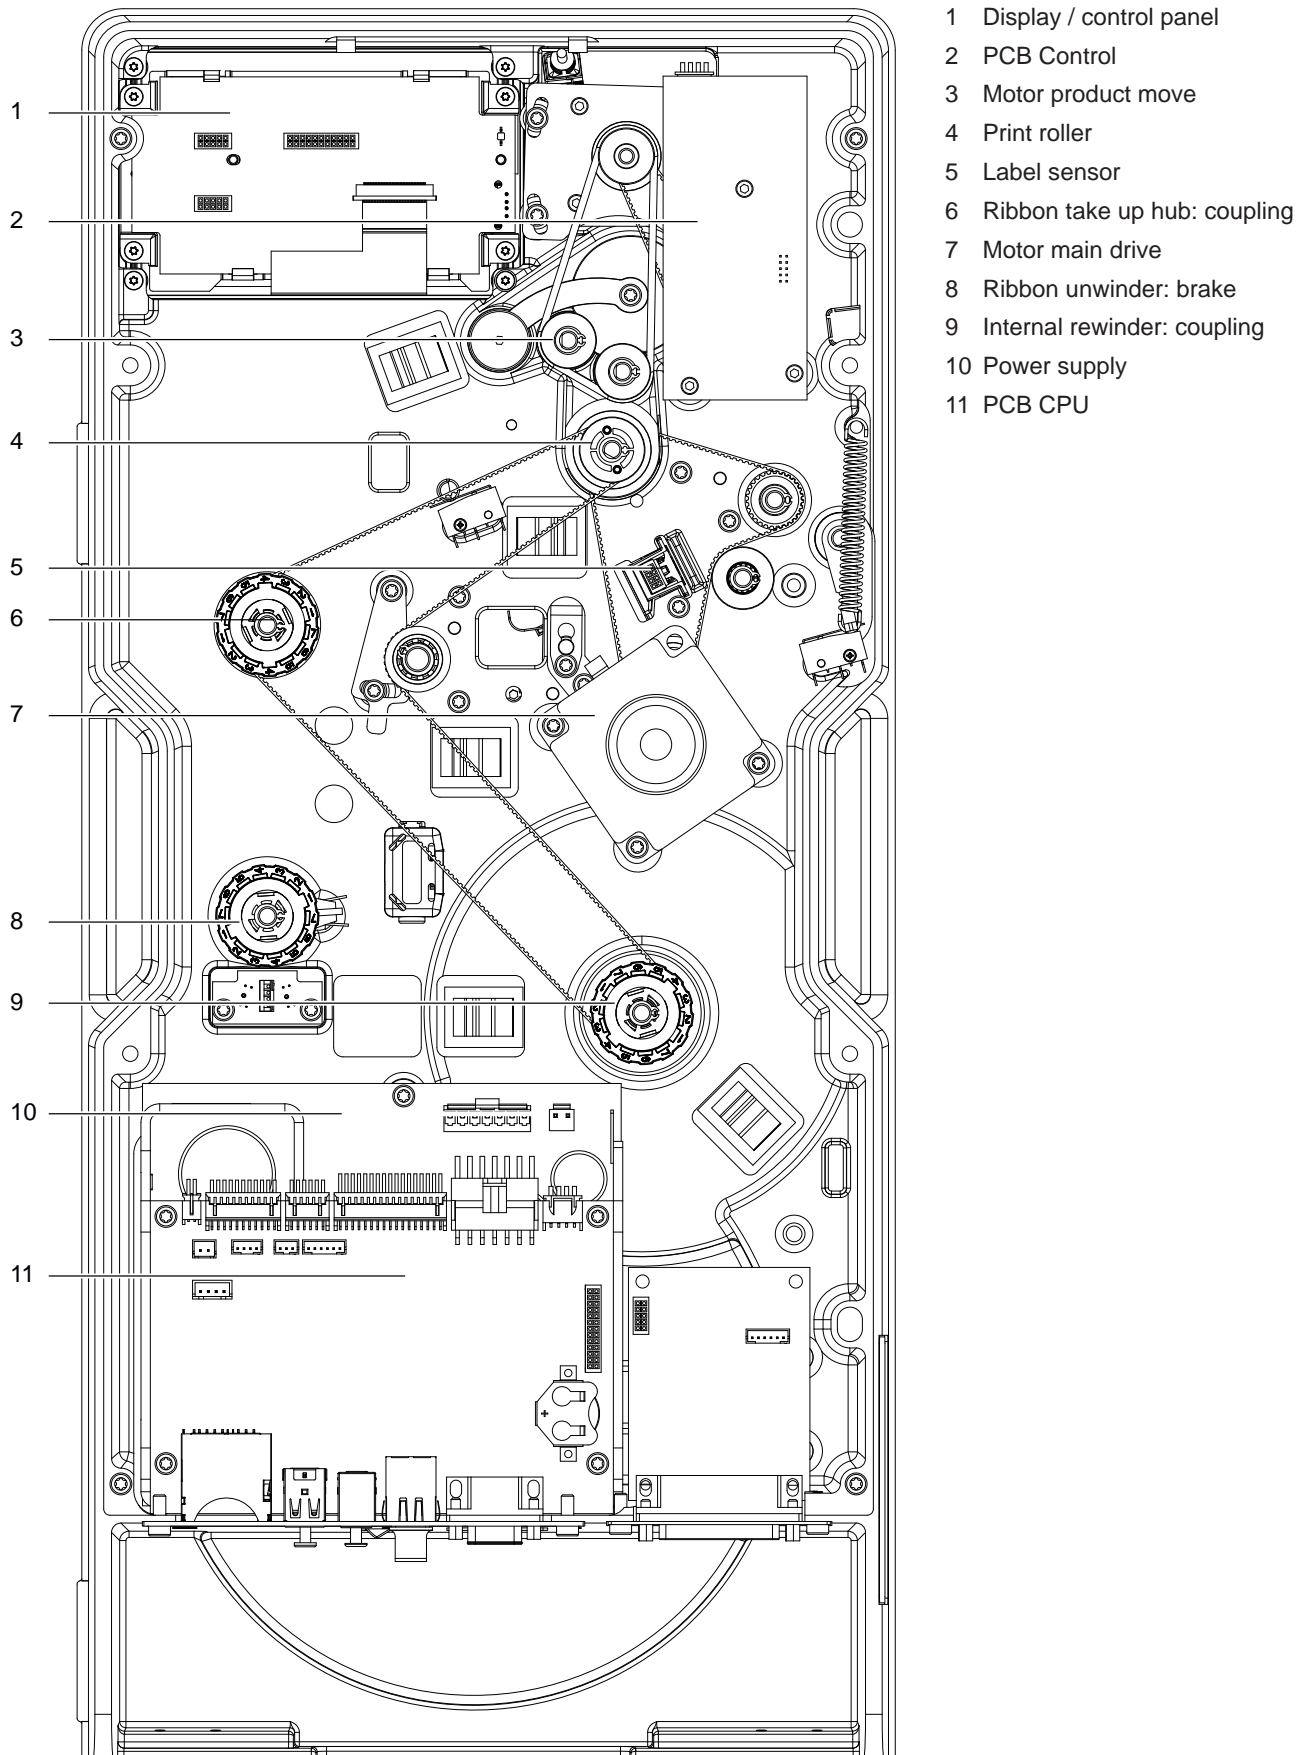 1 Display / control panel
2 PCB Control
3 Motor product move
4 Print roller
5 Label sensor
6 Ribbon take up hub: coupling
7 Motor main drive
8 Ribbon unwinder: brake
9 Internal rewinder: coupling
10 Power supply
11 PCB CPU
1
2
3
4
5
6
7
8
9
10
11